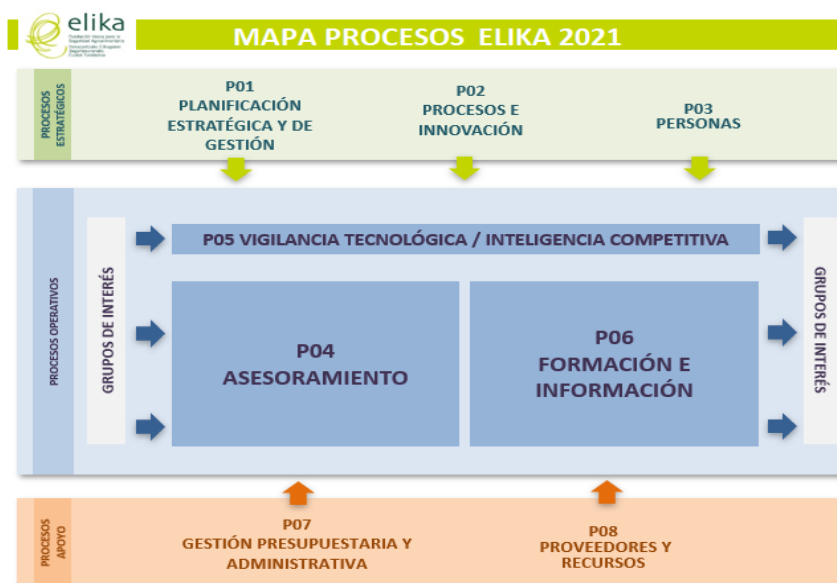 elika
MAPA PROCESOS ELIKA 2021
PROCESOS
ESTRATÉGICOS
P01
PLANIFICACIÓN
ESTRATÉGICA Y DE
GESTIÓN
P02
PROCESOS E
INNOVACIÓN
P03
PERSONAS
PROCESOS OPERATIVOS
GRUPOS DE INTERÉS
P05 VIGILANCIA TECNOLÓGICA / INTELIGENCIA COMPETITIVA
P04
ASESORAMIENTO
P06
FORMACIÓN E
INFORMACIÓN
GRUPOS DE INTERÉS
PROCESOS
APOYO
P07
GESTIÓN PRESUPUESTARIA Y
ADMINISTRATIVA
P08
PROVEEDORES Y
RECURSOS